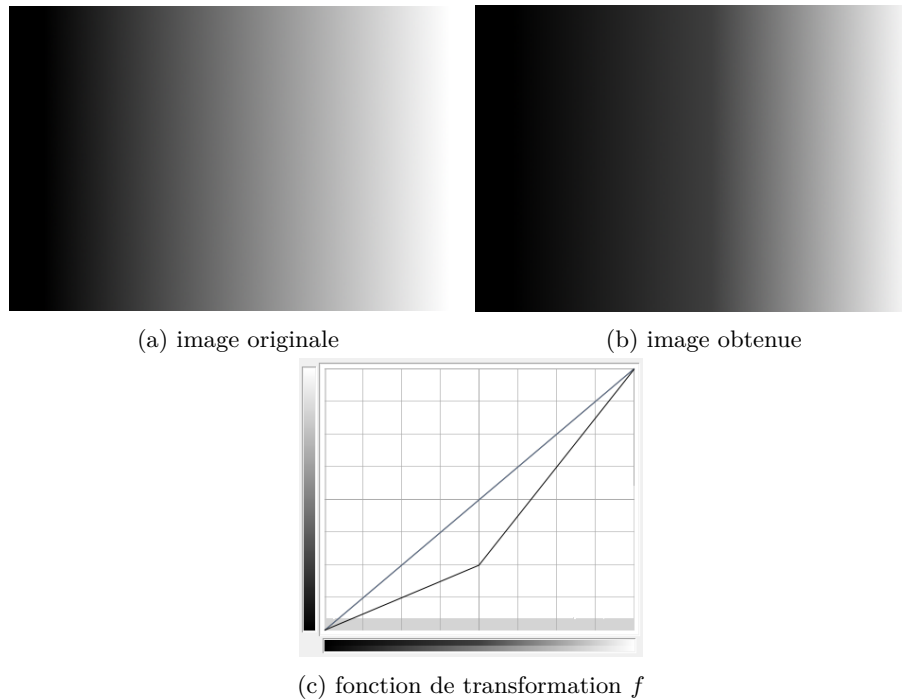 (a) image originale
(b) image obtenue
(c) fonction de transformation f